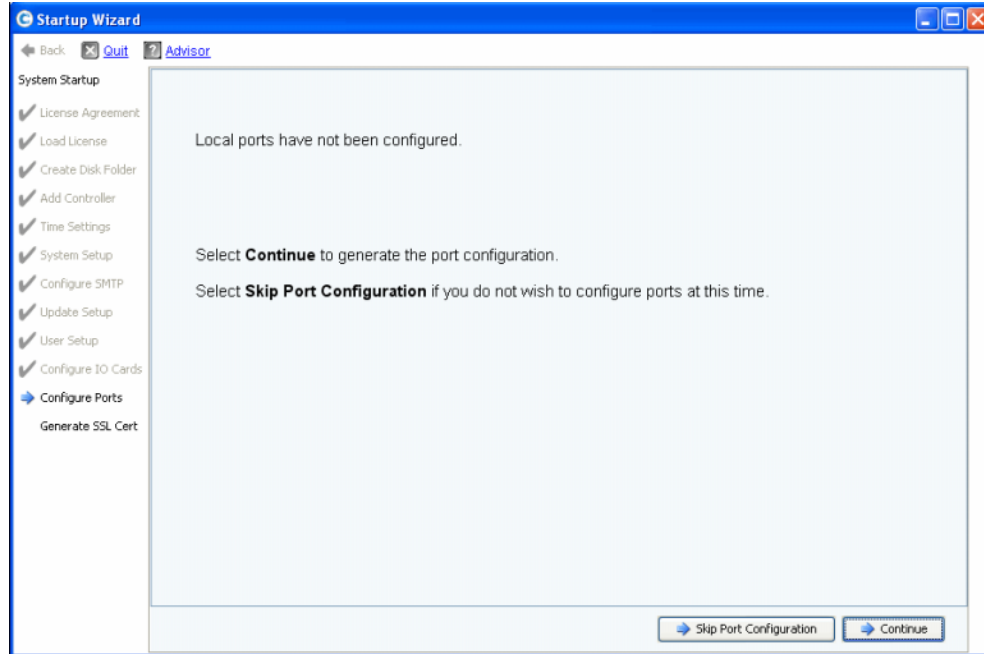 Startup Wizard
Back Quit Advisor
System Startup
License Agreement
Load License
Create Disk Folder
Add Controller
Time Settings
System Setup
Configure SMTP
Update Setup
User Setup
Configure IO Cards
Configure Ports
Generate SSL Cert
Local ports have not been configured.
Select Continue to generate the port configuration.
Select Skip Port Configuration if you do not wish to configure ports at this time.
Skip Port Configuration
Continue